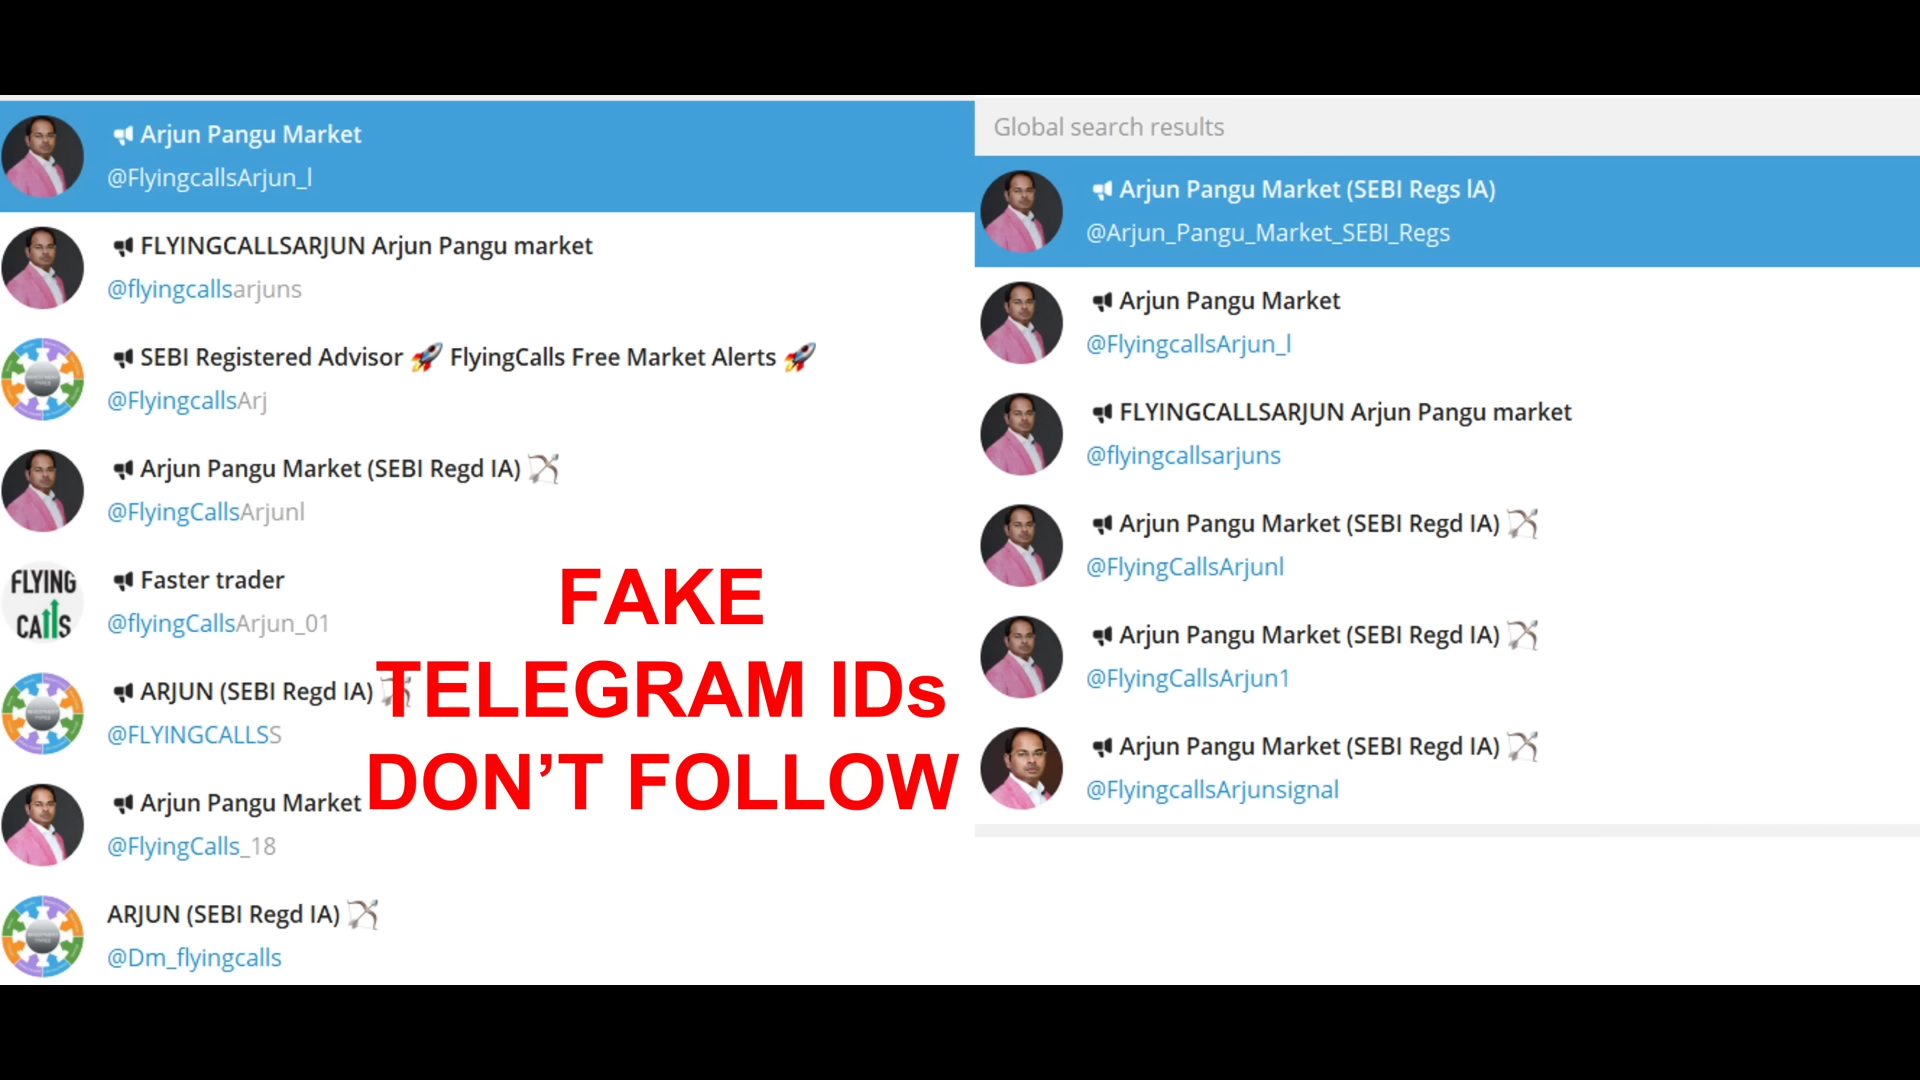 Arjun Pangu Market
@FlyingcallsArjun_l
FLYINGCALLSARJUN Arjun Pangu market
@flyingcallsarjuns
SEBI Registered Advisor 🚀 FlyingCalls Free Market Alerts 🚀
@FlyingcallsArj
Arjun Pangu Market (SEBI Regd IA) 🏹
@FlyingCallsArjunl
FLYING
CAllS
Faster trader
@flyingCallsArjun_01
ARJUN (SEBI Regd IA) 🏹
@FLYINGCALLSS
Arjun Pangu Market
@FlyingCalls_18
ARJUN (SEBI Regd IA) 🏹
@Dm_flyingcalls
FAKE
TELEGRAM IDs
DON’T FOLLOW
Global search results
Arjun Pangu Market (SEBI Regs lA)
@Arjun_Pangu_Market_SEBI_Regs
Arjun Pangu Market
@FlyingcallsArjun_l
FLYINGCALLSARJUN Arjun Pangu market
@flyingcallsarjuns
Arjun Pangu Market (SEBI Regd IA) 🏹
@FlyingCallsArjunl
Arjun Pangu Market (SEBI Regd IA) 🏹
@FlyingCallsArjun1
Arjun Pangu Market (SEBI Regd IA) 🏹
@FlyingcallsArjunsignal